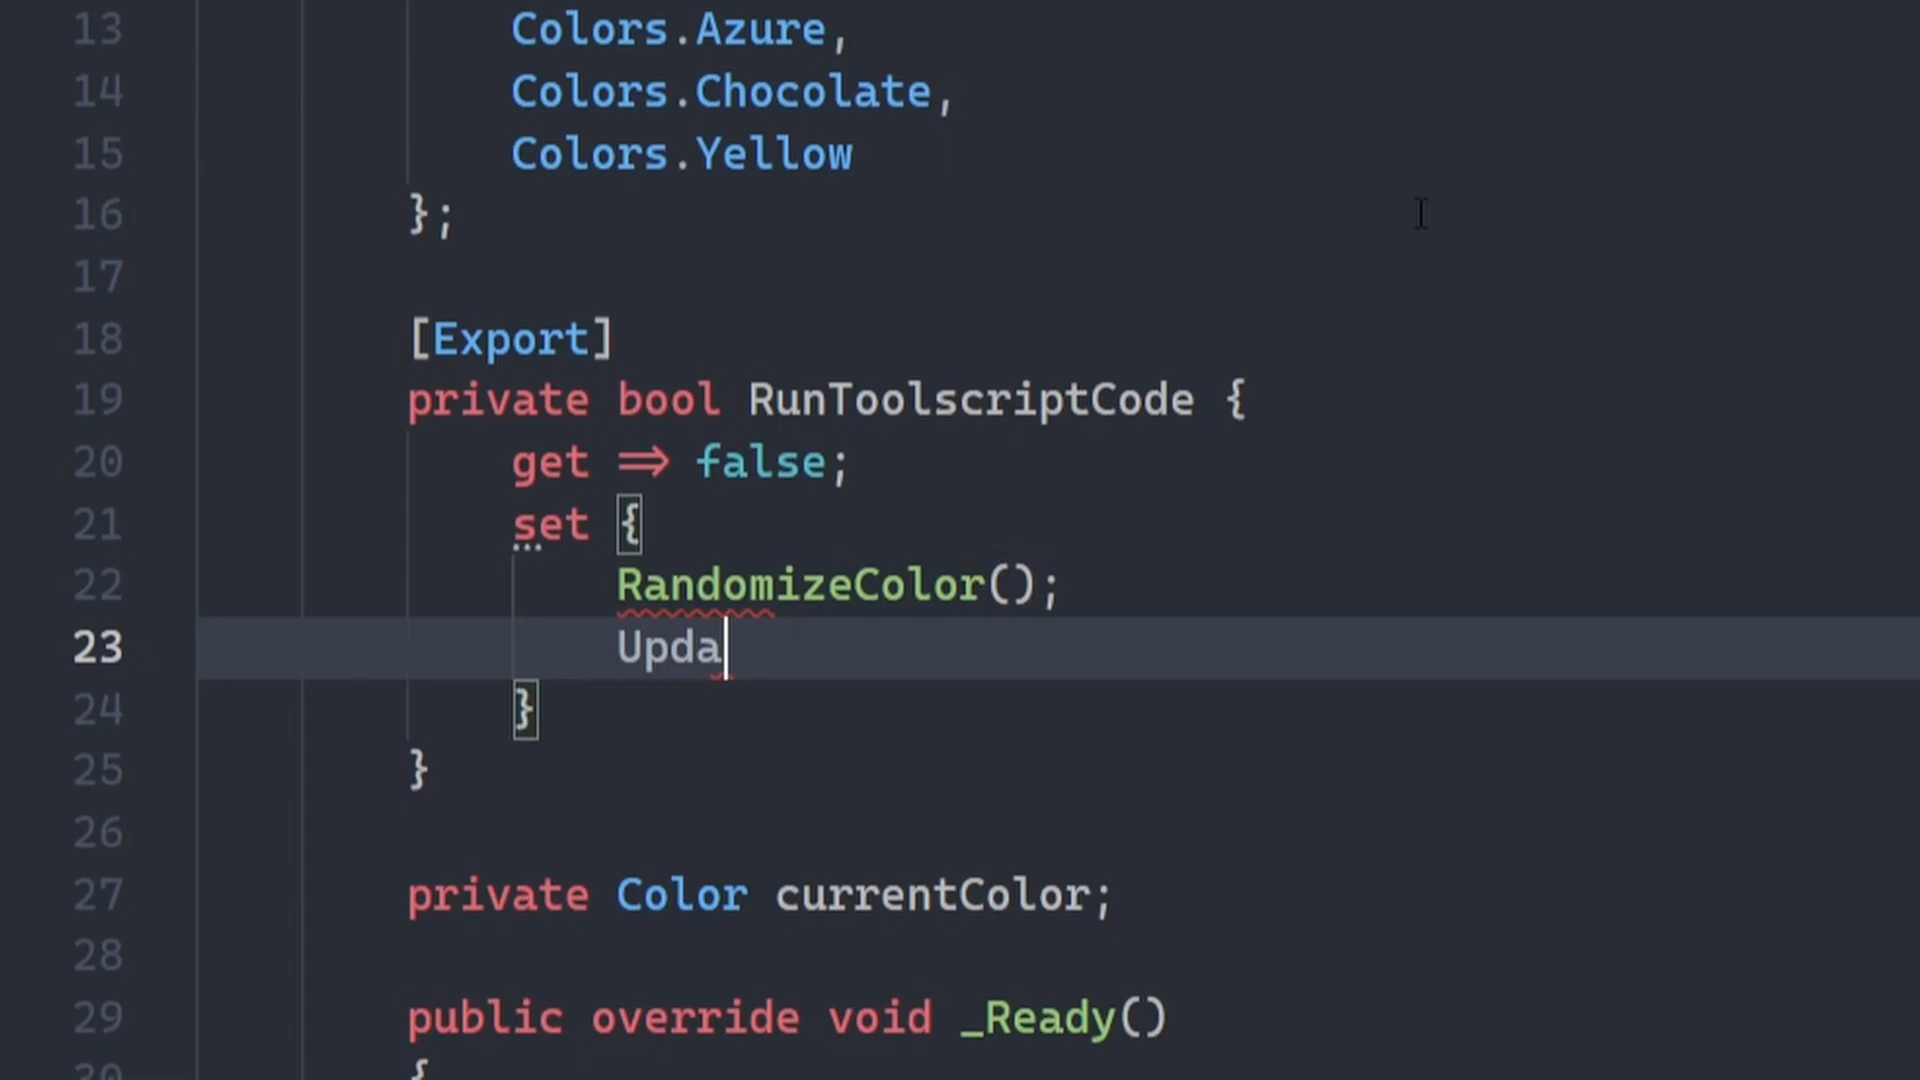 13 Colors.Azure,
14 Colors.Chocolate,
15 Colors.Yellow
16 };
17
18 [Export]
19 private bool RunToolscriptCode {
20 get => false;
21 set {
22 RandomizeColor();
23 Upda
24 }
25 }
26
27 private Color currentColor;
28
29 public override void _Ready()
30 {